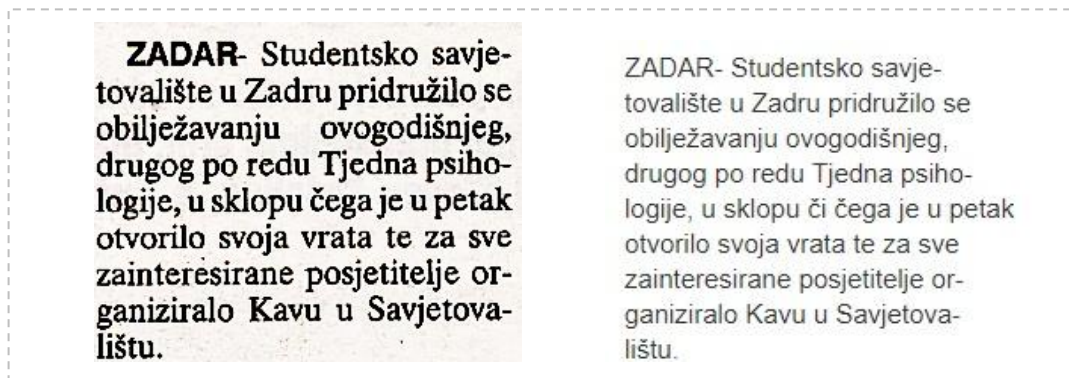 ZADAR- Studentsko savje-
tovalište u Zadru pridružilo se
obilježavanju ovogodišnjeg,
drugog po redu Tjedna psiho-
logije, u sklopu čega je u petak
otvorilo svoja vrata te za sve
zainteresirane posjetitelje or-
ganiziralo Kavu u Savjetova-
lištu.
ZADAR- Studentsko savje-
tovalište u Zadru pridružilo se
obilježavanju ovogodišnjeg,
drugog po redu Tjedna psiho-
logije, u sklopu či čega je u petak
otvorilo svoja vrata te za sve
zainteresirane posjetitelje or-
ganiziralo Kavu u Savjetova-
lištu.